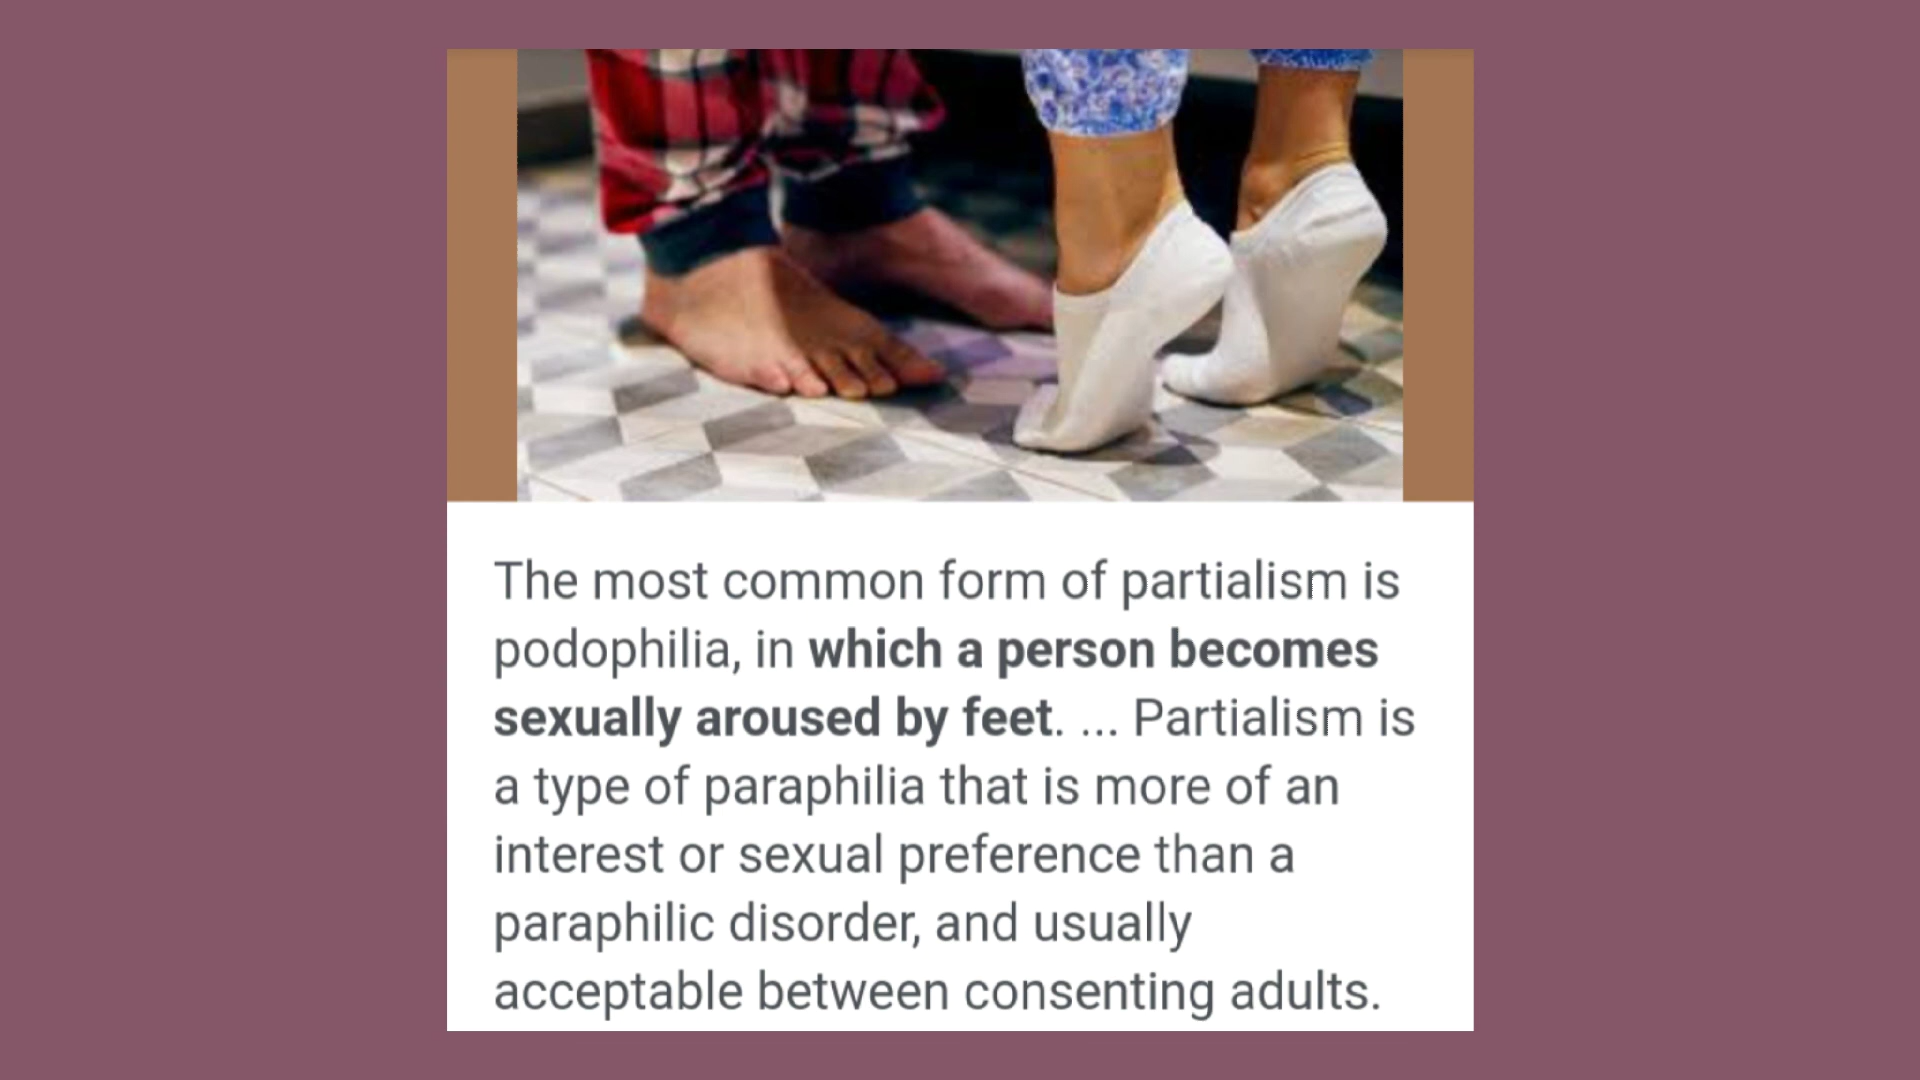 The most common form of partialism is
podophilia, in which a person becomes
sexually aroused by feet. ... Partialism is
a type of paraphilia that is more of an
interest or sexual preference than a
paraphilic disorder, and usually
acceptable between consenting adults.